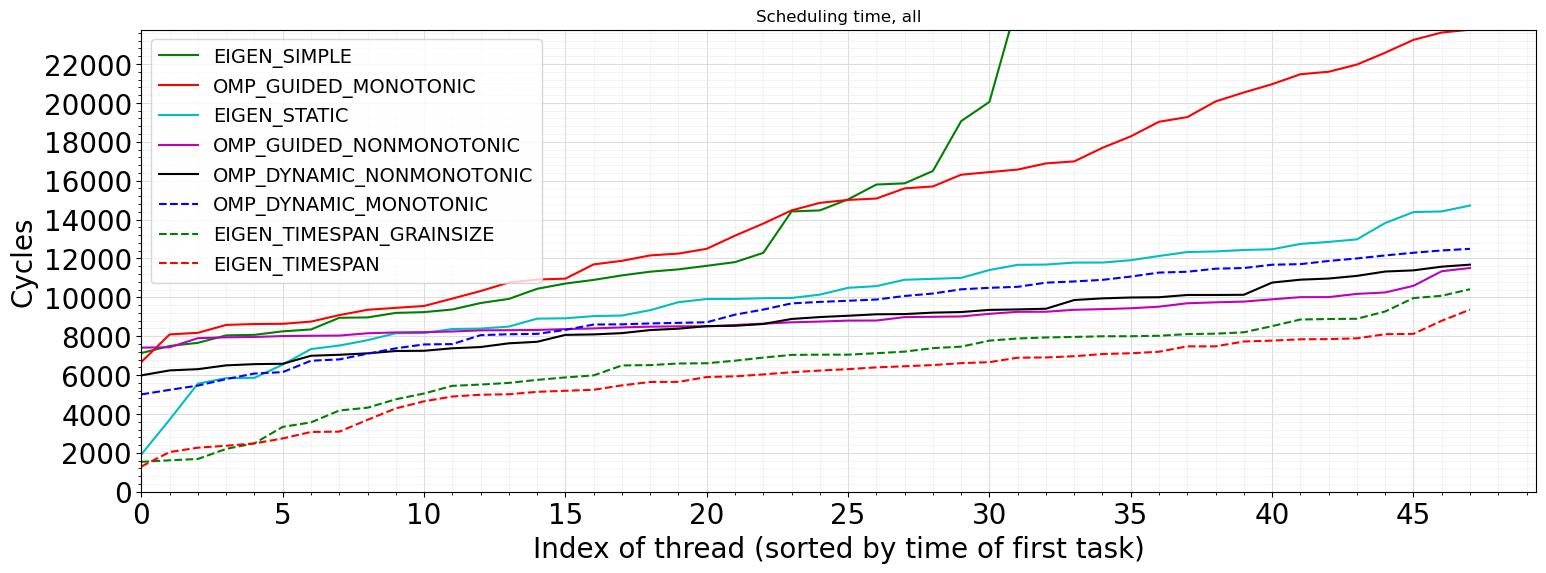 Scheduling time, all
EIGEN_SIMPLE
OMP_GUIDED_MONOTONIC
EIGEN_STATIC
OMP_GUIDED_NONMONOTONIC
OMP_DYNAMIC_NONMONOTONIC
OMP_DYNAMIC_MONOTONIC
EIGEN_TIMESPAN_GRAINSIZE
EIGEN_TIMESPAN
Cycles
22000
20000
18000
16000
14000
12000
10000
8000
6000
4000
2000
0
0 5 10 15 20 25 30 35 40 45
Index of thread (sorted by time of first task)